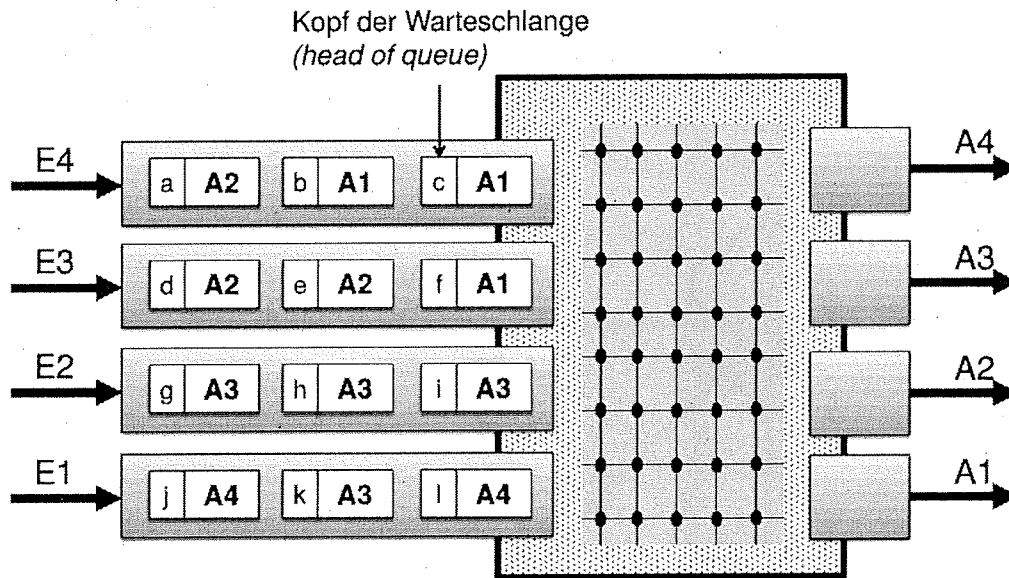 Kopf der Warteschlange
(head of queue)
E4
a A2 b A1 c A1
A4
E3
d A2 e A2 f A1
A3
E2
g A3 h A3 i A3
A2
E1
j A4 k A3 l A4
A1